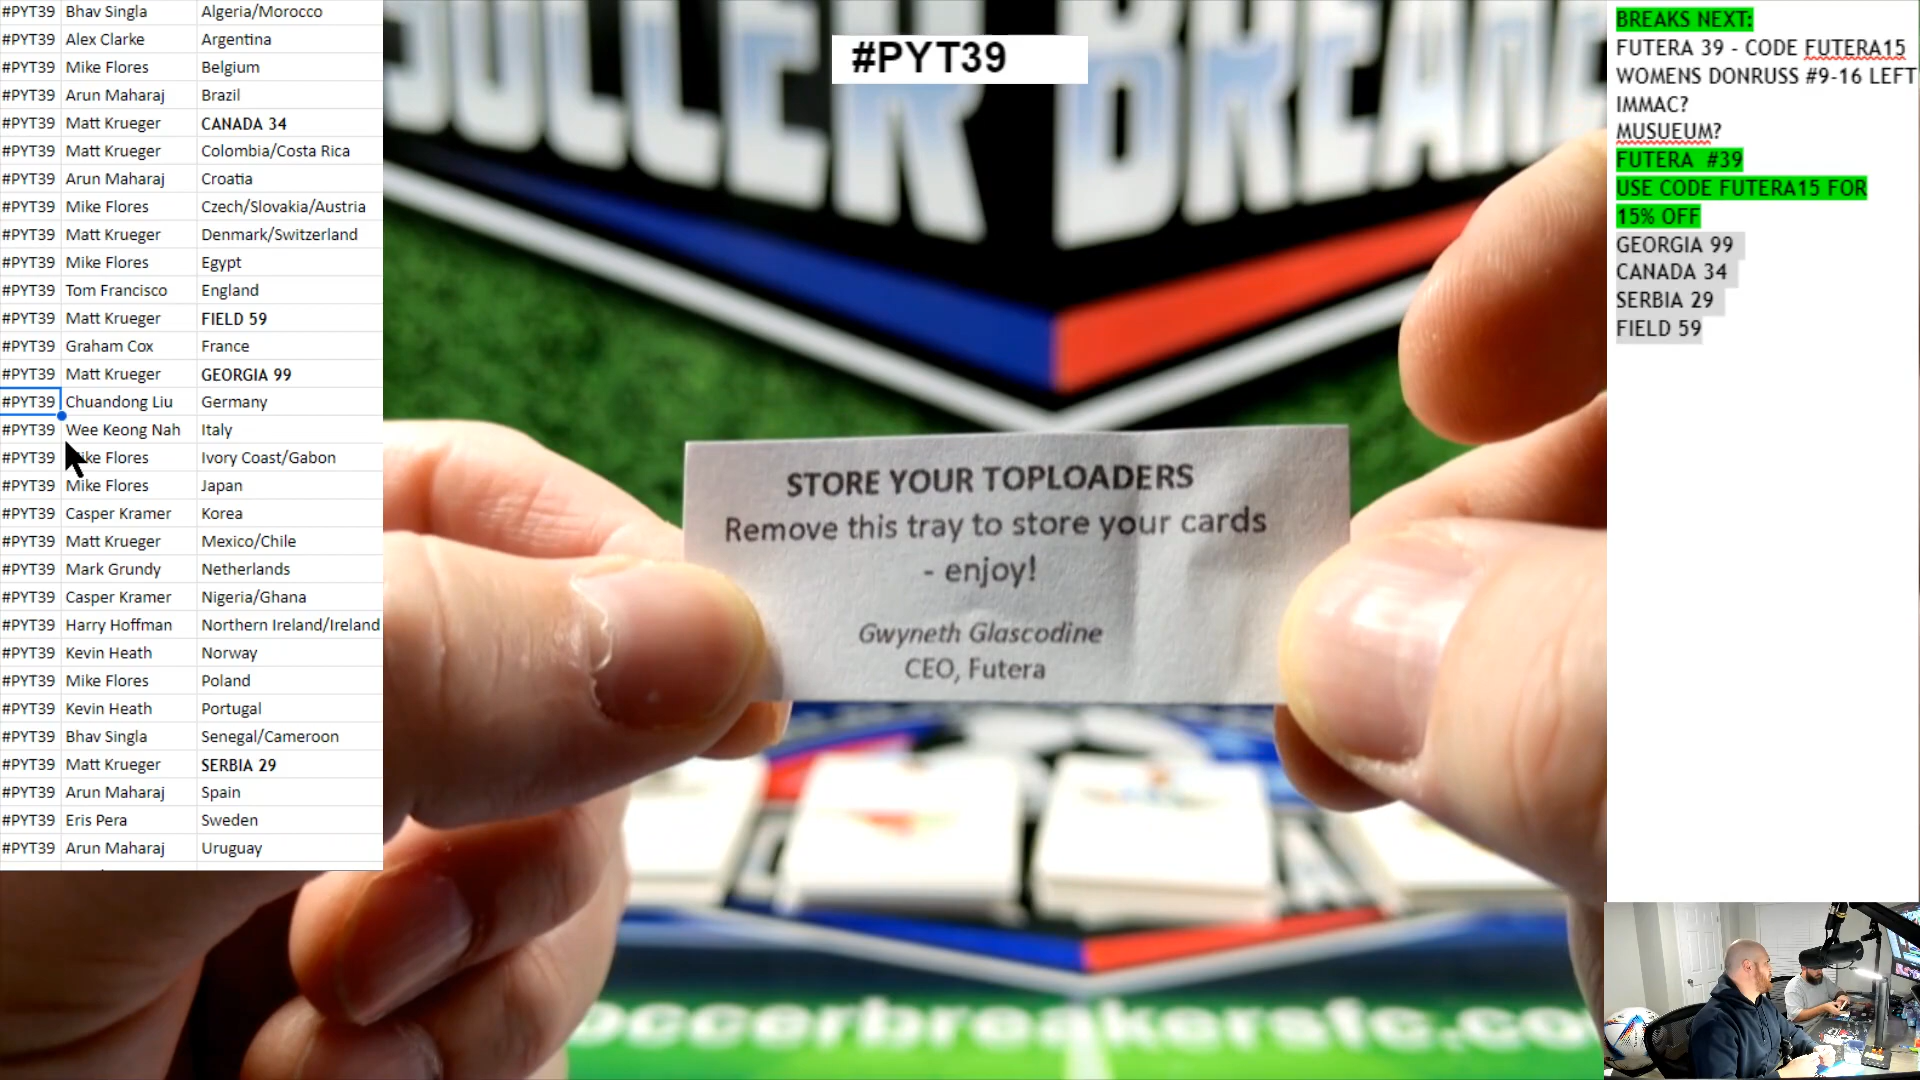 #PYT39 Bhav Singla Algeria/Morocco
#PYT39 Alex Clarke Argentina
#PYT39 Mike Flores Belgium
#PYT39 Arun Maharaj Brazil
#PYT39 Matt Krueger CANADA 34
#PYT39 Matt Krueger Colombia/Costa Rica
#PYT39 Arun Maharaj Croatia
#PYT39 Mike Flores Czech/Slovakia/Austria
#PYT39 Matt Krueger Denmark/Switzerland
#PYT39 Mike Flores Egypt
#PYT39 Tom Francisco England
#PYT39 Matt Krueger FIELD 59
#PYT39 Graham Cox France
#PYT39 Matt Krueger GEORGIA 99
#PYT39 Chuandong Liu Germany
#PYT39 Wee Keong Nah Italy
#PYT39 Mike Flores Ivory Coast/Gabon
#PYT39 Mike Flores Japan
#PYT39 Casper Kramer Korea
#PYT39 Matt Krueger Mexico/Chile
#PYT39 Mark Grundy Netherlands
#PYT39 Casper Kramer Nigeria/Ghana
#PYT39 Harry Hoffman Northern Ireland/Ireland
#PYT39 Kevin Heath Norway
#PYT39 Mike Flores Poland
#PYT39 Kevin Heath Portugal
#PYT39 Bhav Singla Senegal/Cameroon
#PYT39 Matt Krueger SERBIA 29
#PYT39 Arun Maharaj Spain
#PYT39 Eris Pera Sweden
#PYT39 Arun Maharaj Uruguay
SOCCER BREAKE
#PYT39
STORE YOUR TOPLOADERS
Remove this tray to store your cards
- enjoy!
Gwyneth Glascodine
CEO, Futera
soccerbreakersfc.co
BREAKS NEXT:
FUTERA 39 - CODE FUTERA15
WOMENS DONRUSS #9-16 LEFT
IMMAC?
MUSUEUM?
FUTERA #39
USE CODE FUTERA15 FOR
15% OFF
GEORGIA 99
CANADA 34
SERBIA 29
FIELD 59